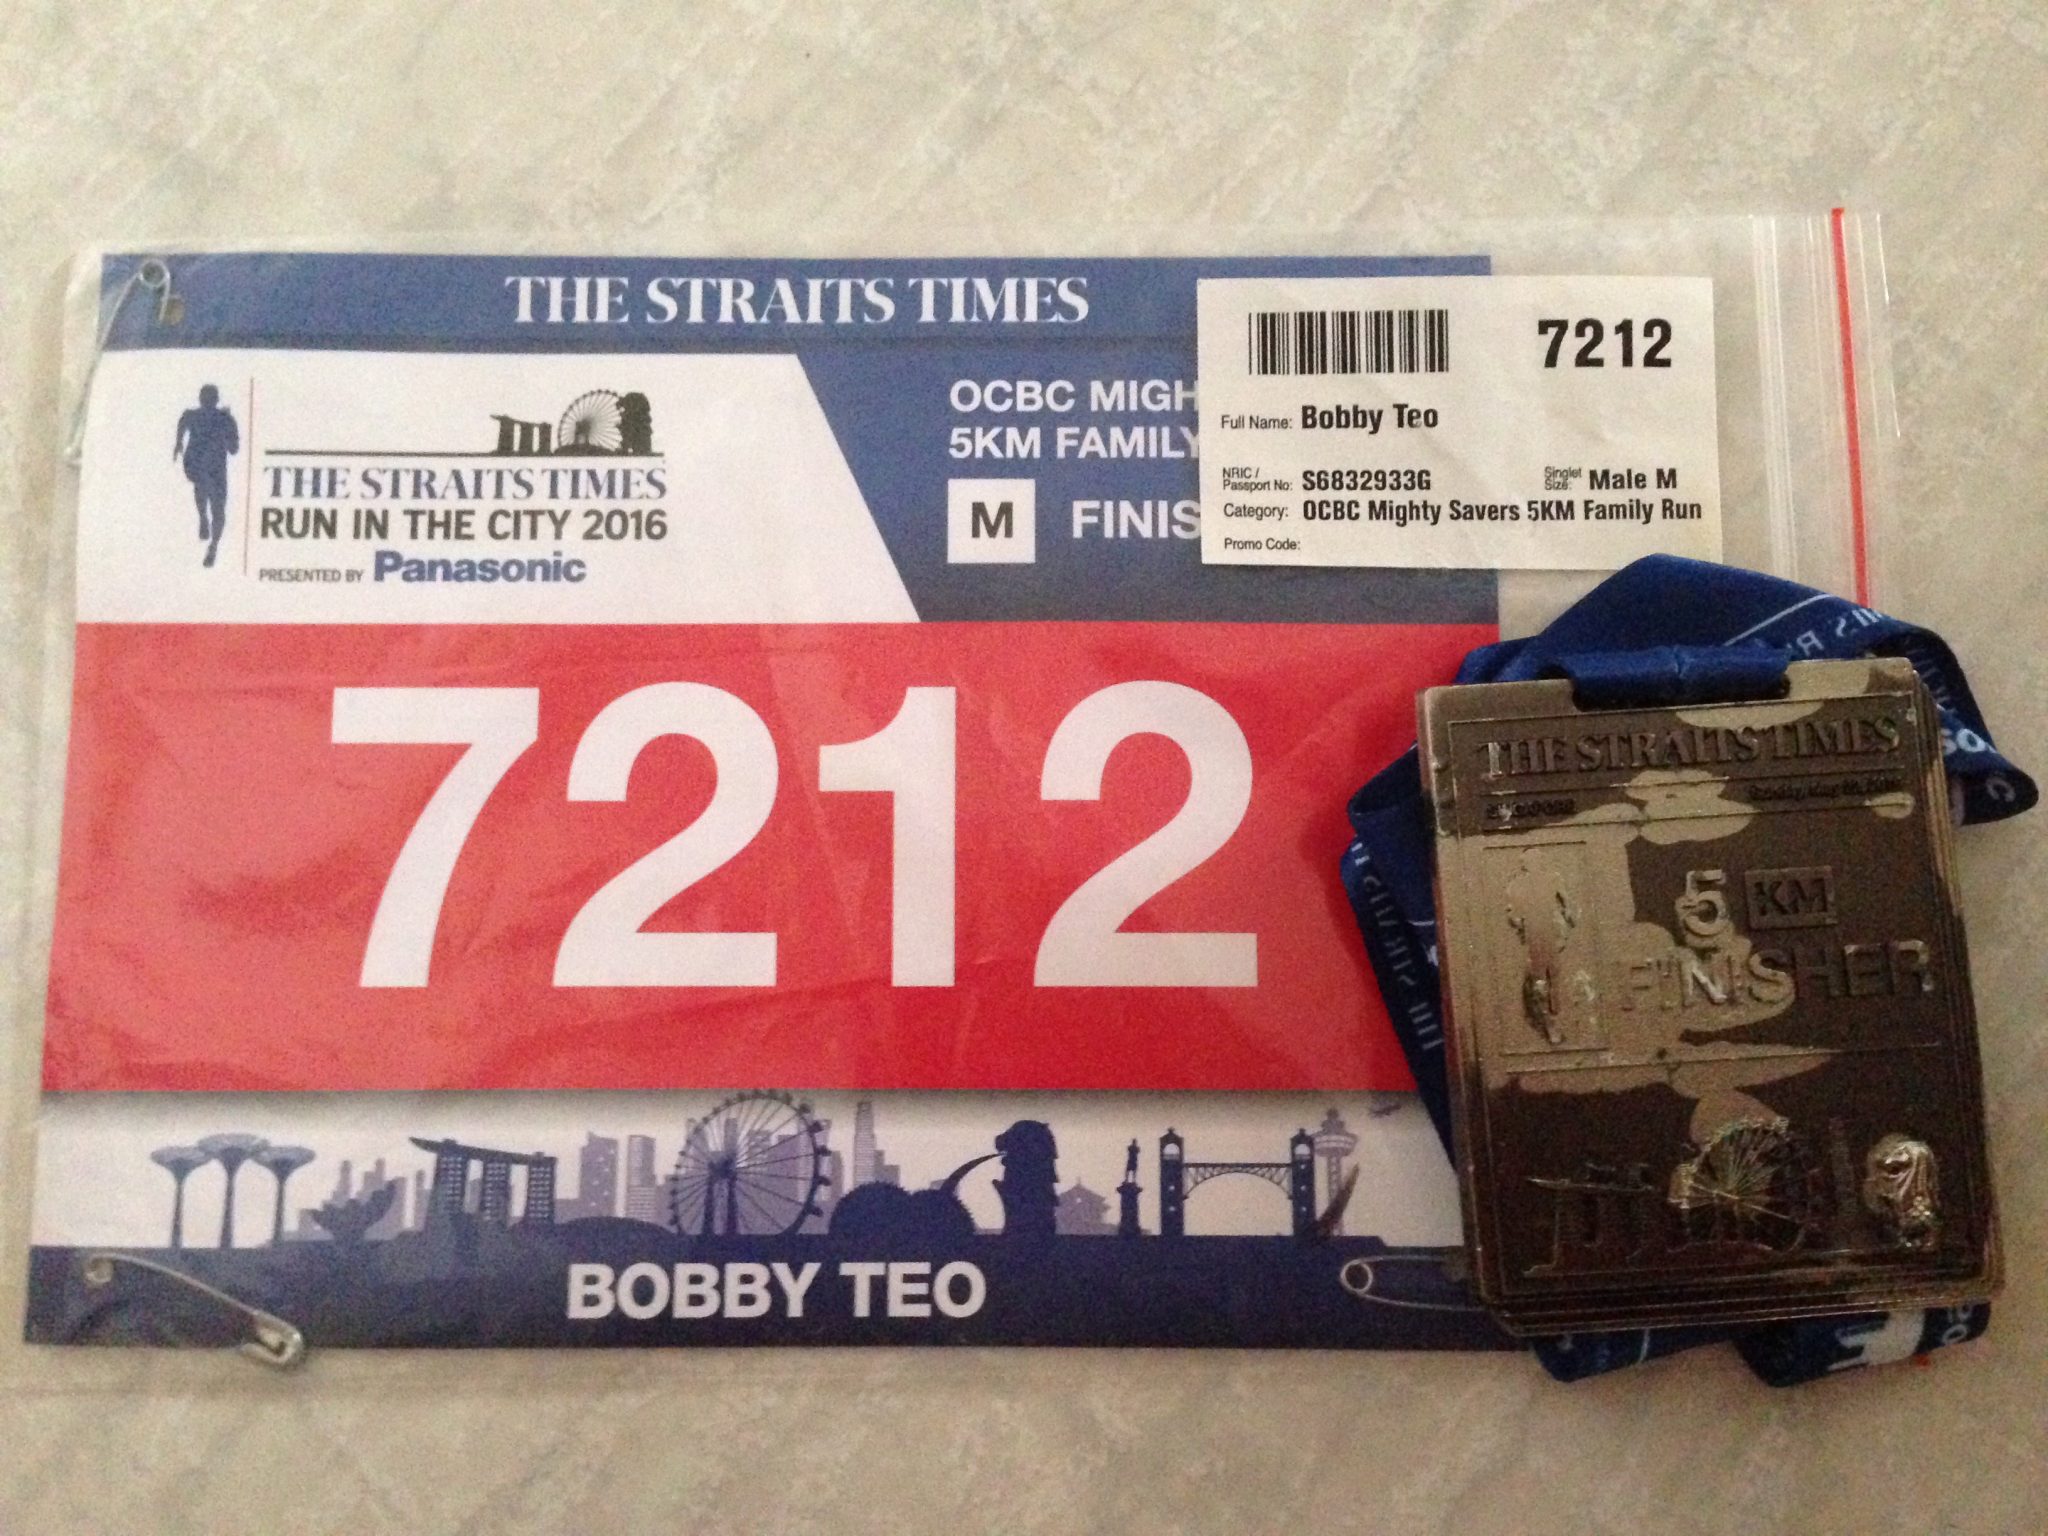 THE STRAITS TIMES
THE STRAITS TIMES
RUN IN THE CITY 2016
PRESENTED BY Panasonic
OCBC MIGH
5KM FAMILY
M FINIS
7212
Full Name: Bobby Teo
NRIC / Passport No: S6832933G
Singlet Size: Male M
Category: OCBC Mighty Savers 5KM Family Run
Promo Code:
7212
BOBBY TEO
THE STRAITS TIMES
SINGAPORE
5 KM
FINISHER